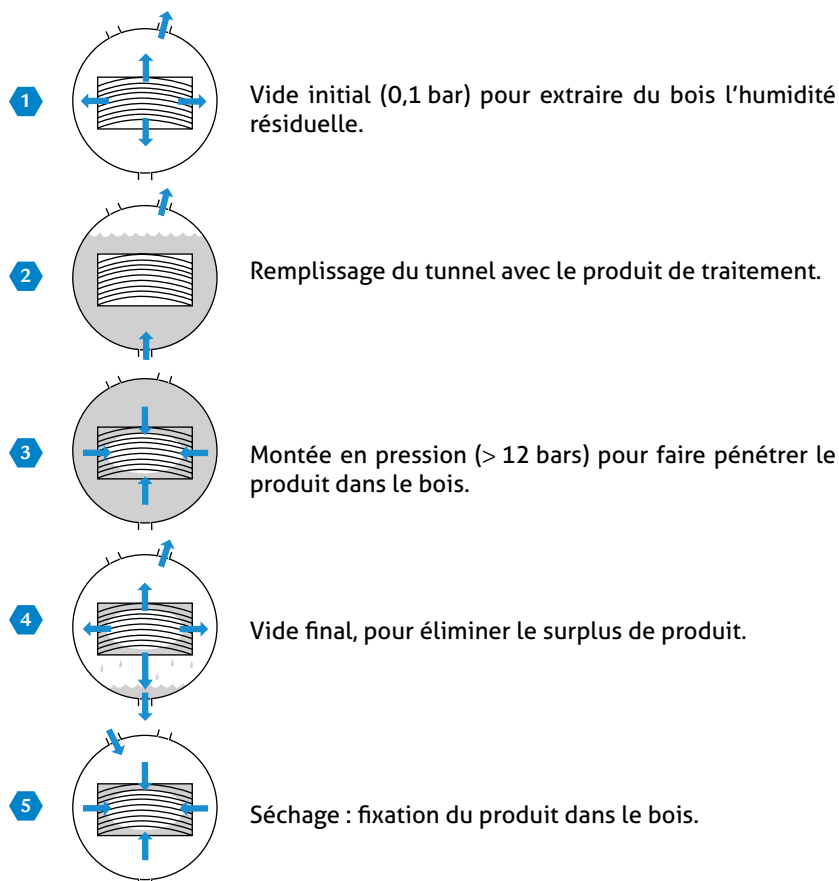 1
Vide initial (0,1 bar) pour extraire du bois l'humidité
résiduelle.
2
Remplissage du tunnel avec le produit de traitement.
3
Montée en pression (> 12 bars) pour faire pénétrer le
produit dans le bois.
4
Vide final, pour éliminer le surplus de produit.
5
Séchage : fixation du produit dans le bois.